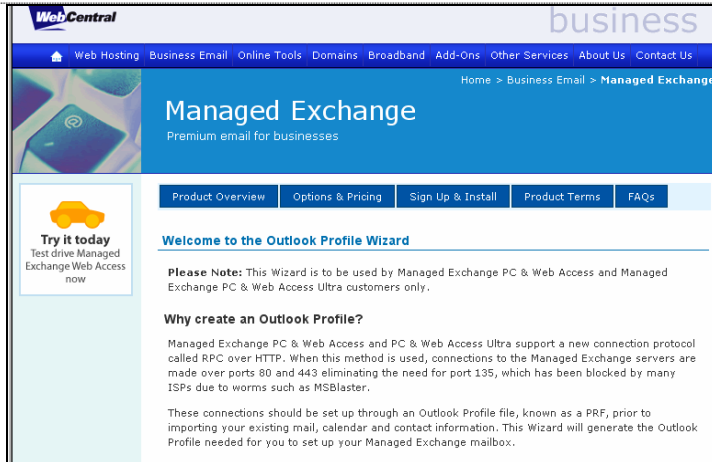 WebCentral
business
Web Hosting Business Email Online Tools Domains Broadband Add-Ons Other Services About Us Contact Us
Home > Business Email > Managed Exchange
Managed Exchange
Premium email for businesses
Product Overview Options & Pricing Sign Up & Install Product Terms FAQs
Try it today
Test drive Managed
Exchange Web Access
now
Welcome to the Outlook Profile Wizard
Please Note: This Wizard is to be used by Managed Exchange PC & Web Access and Managed
Exchange PC & Web Access Ultra customers only.
Why create an Outlook Profile?
Managed Exchange PC & Web Access and PC & Web Access Ultra support a new connection protocol
called RPC over HTTP. When this method is used, connections to the Managed Exchange servers are
made over ports 80 and 443 eliminating the need for port 135, which has been blocked by many
ISPs due to worms such as MSBlaster.
These connections should be set up through an Outlook Profile file, known as a PRF, prior to
importing your existing mail, calendar and contact information. This Wizard will generate the Outlook
Profile needed for you to set up your Managed Exchange mailbox.